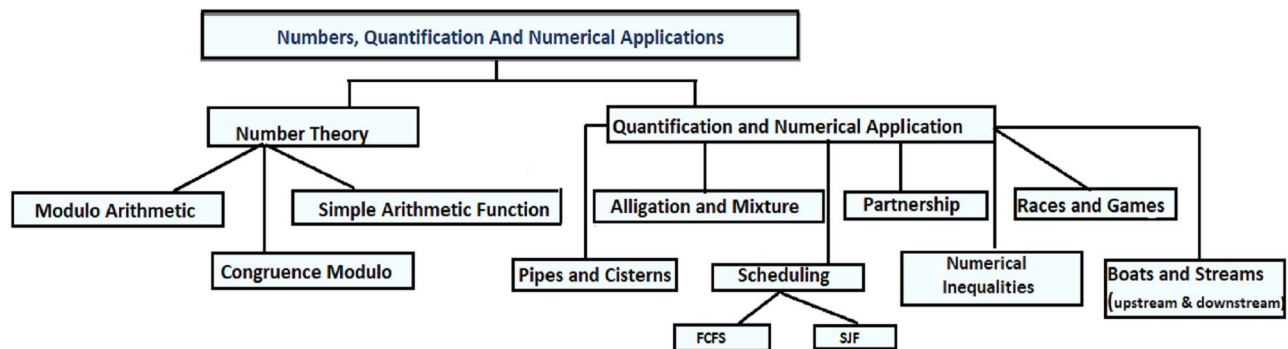 Numbers, Quantification And Numerical Applications
Number Theory
Quantification and Numerical Application
Modulo Arithmetic
Simple Arithmetic Function
Alligation and Mixture
Partnership
Races and Games
Congruence Modulo
Pipes and Cisterns
Scheduling
Numerical
Inequalities
Boats and Streams
(upstream & downstream)
FCFS
SJF